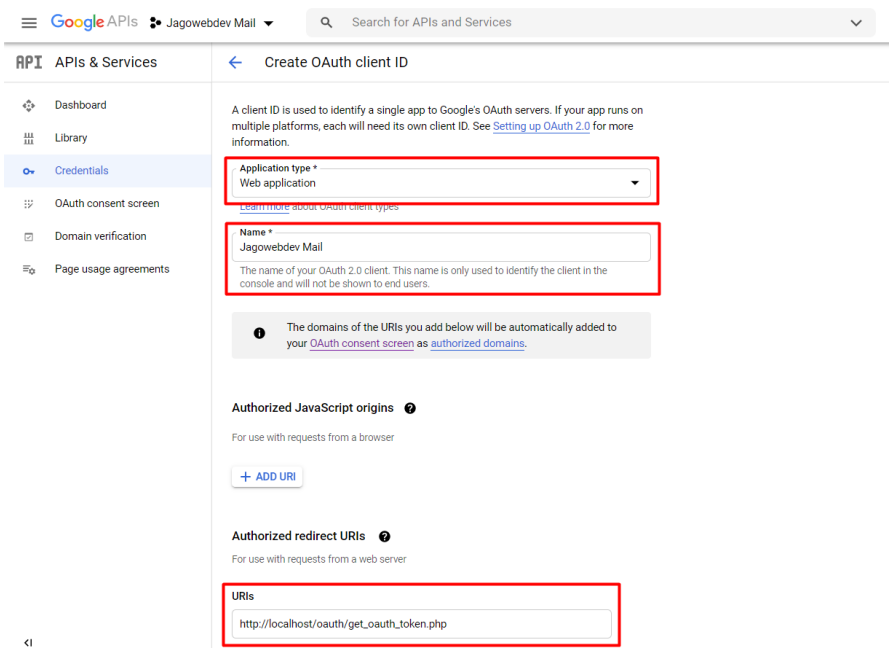 Google APIs Jagowebdev Mail Search for APIs and Services
API APIs & Services
Create OAuth client ID
Dashboard
Library
Credentials
OAuth consent screen
Domain verification
Page usage agreements
A client ID is used to identify a single app to Google's OAuth servers. If your app runs on
multiple platforms, each will need its own client ID. See Setting up OAuth 2.0 for more
information.
Application type *
Web application
Learn more about OAuth client types
Name *
Jagowebdev Mail
The name of your OAuth 2.0 client. This name is only used to identify the client in the
console and will not be shown to end users.
The domains of the URIs you add below will be automatically added to
your OAuth consent screen as authorized domains.
Authorized JavaScript origins
For use with requests from a browser
+ ADD URI
Authorized redirect URIs
For use with requests from a web server
URIs
http://localhost/oauth/get_oauth_token.php